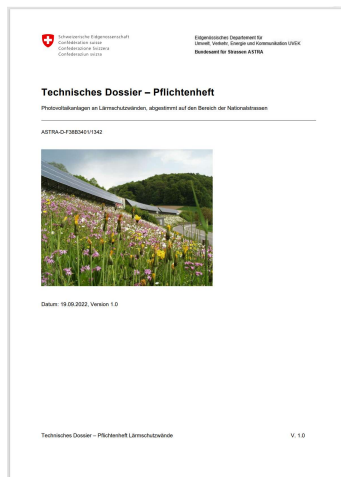 Schweizerische Eidgenossenschaft
Confédération suisse
Confederazione Svizzera
Confederaziun svizra
Eidgenössisches Departement für
Umwelt, Verkehr, Energie und Kommunikation UVEK
Bundesamt für Strassen ASTRA
Technisches Dossier – Pflichtenheft
Photovoltaikanlagen an Lärmschutzwänden, abgestimmt auf den Bereich der Nationalstrassen
ASTRA-D-F38B3401/1342
Datum: 19.09.2022, Version 1.0
Technisches Dossier – Pflichtenheft Lärmschutzwände V. 1.0